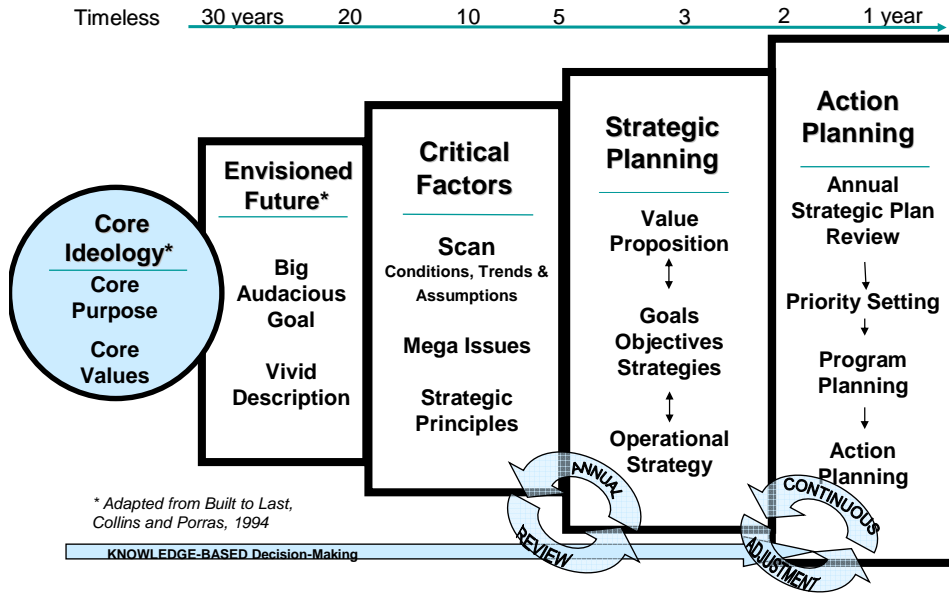 Timeless 30 years 20 10 5 3 2 1 year
Core
Ideology*
Core
Purpose
Core
Values
Envisioned
Future*
Big
Audacious
Goal
Vivid
Description
Critical
Factors
Scan
Conditions, Trends &
Assumptions
Mega Issues
Strategic
Principles
Strategic
Planning
Value
Proposition
Goals
Objectives
Strategies
Operational
Strategy
Action
Planning
Annual
Strategic Plan
Review
Priority Setting
Program
Planning
Action
Planning
ANNUAL
REVIEW
CONTINUOUS
ADJUSTMENT
* Adapted from Built to Last,
Collins and Porras, 1994
KNOWLEDGE-BASED Decision-Making